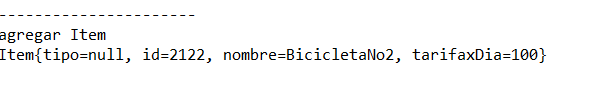 ----------------------
agregar Item
Item{tipo=null, id=2122, nombre=BicicletaNo2, tarifaxDia=100}